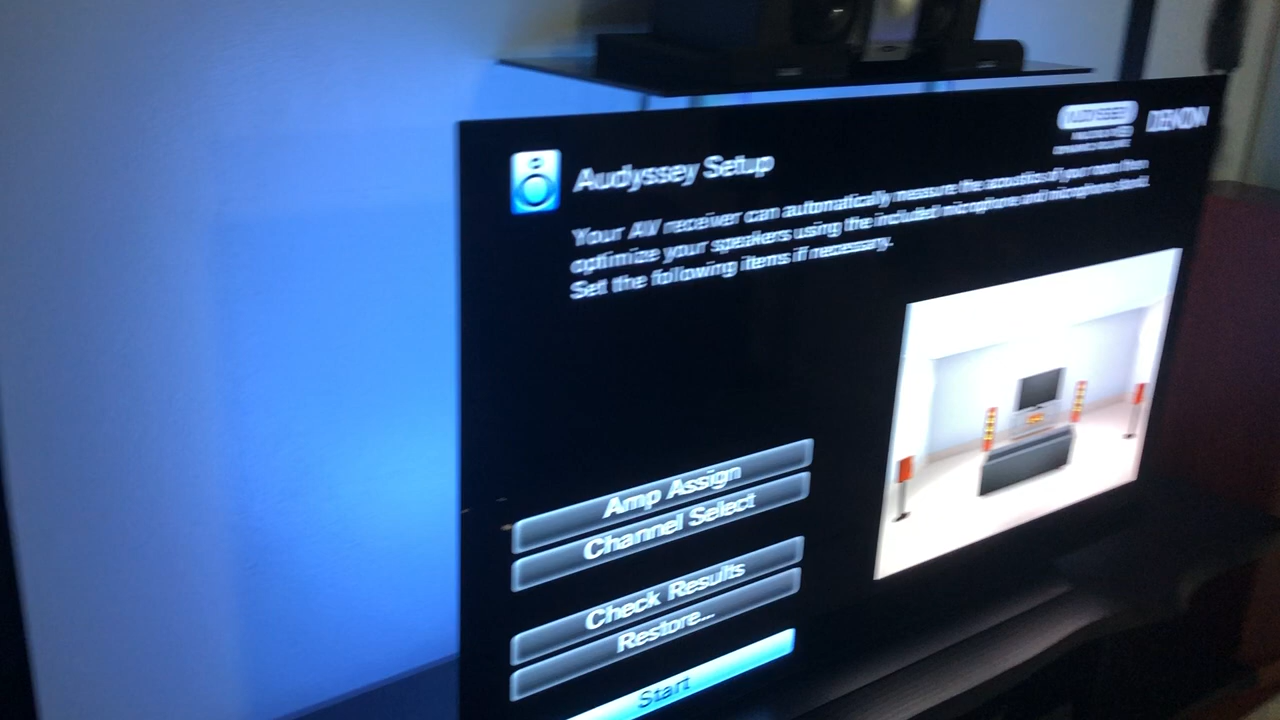 AUDYSSEY
DENON
Audyssey Setup
Your AV receiver can automatically measure the acoustics of your room then
optimize your speakers using the included microphone and microphone stand.
Set the following items if necessary.
Amp Assign
Channel Select
Check Results
Restore...
Start